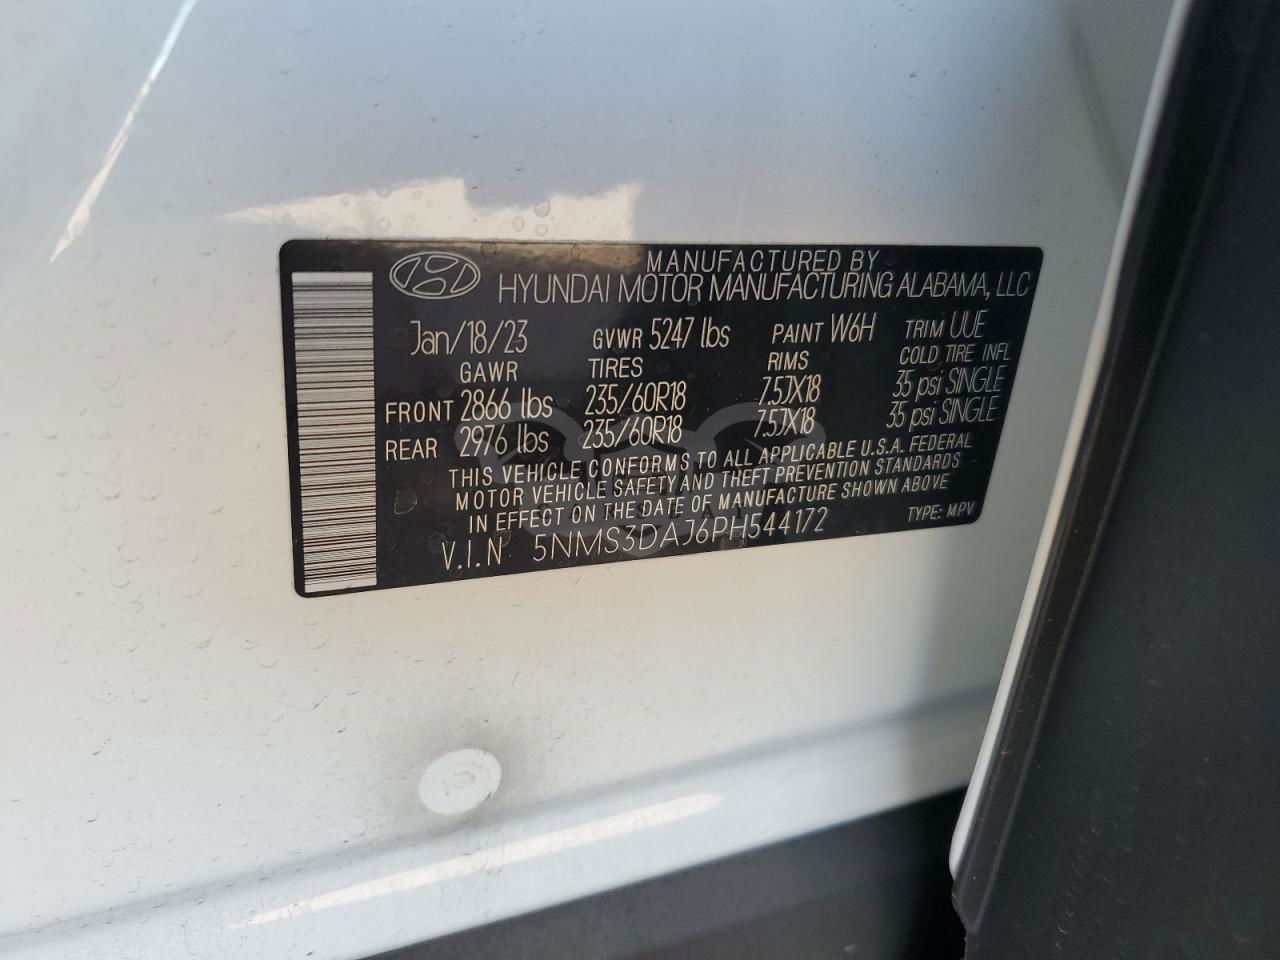 MANUFACTURED BY
HYUNDAI MOTOR MANUFACTURING ALABAMA, LLC
Jan/18/23 GVWR 5247 lbs PAINT W6H TRIM UUE
GAWR TIRES RIMS COLD TIRE INFL
FRONT 2866 lbs 235/60R18 7.5JX18 35 psi SINGLE
REAR 2976 lbs 235/60R18 7.5JX18 35 psi SINGLE
THIS VEHICLE CONFORMS TO ALL APPLICABLE U.S.A. FEDERAL
MOTOR VEHICLE SAFETY AND THEFT PREVENTION STANDARDS
IN EFFECT ON THE DATE OF MANUFACTURE SHOWN ABOVE
V.I.N 5NMS3DAJ6PH544172 TYPE: MPV